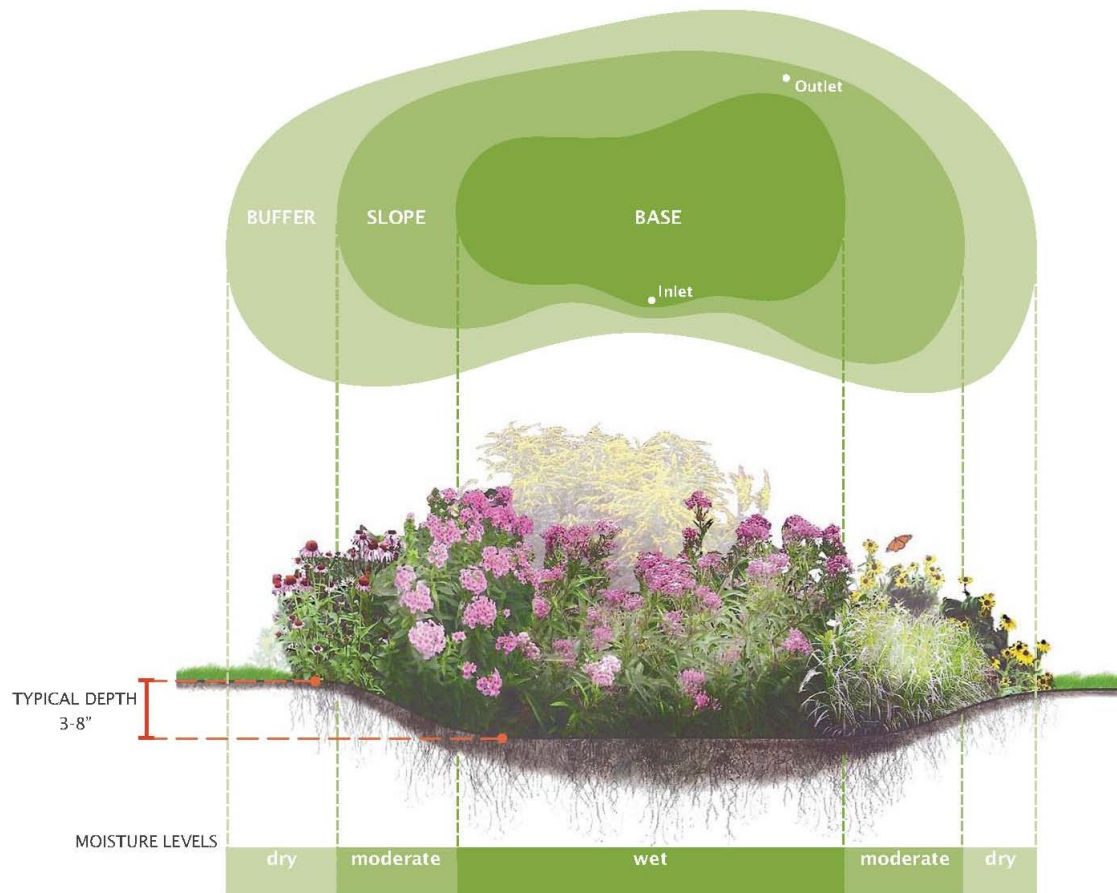 Outlet
BUFFER
SLOPE
BASE
Inlet
TYPICAL DEPTH
3-8”
MOISTURE LEVELS
dry
moderate
wet
moderate
dry